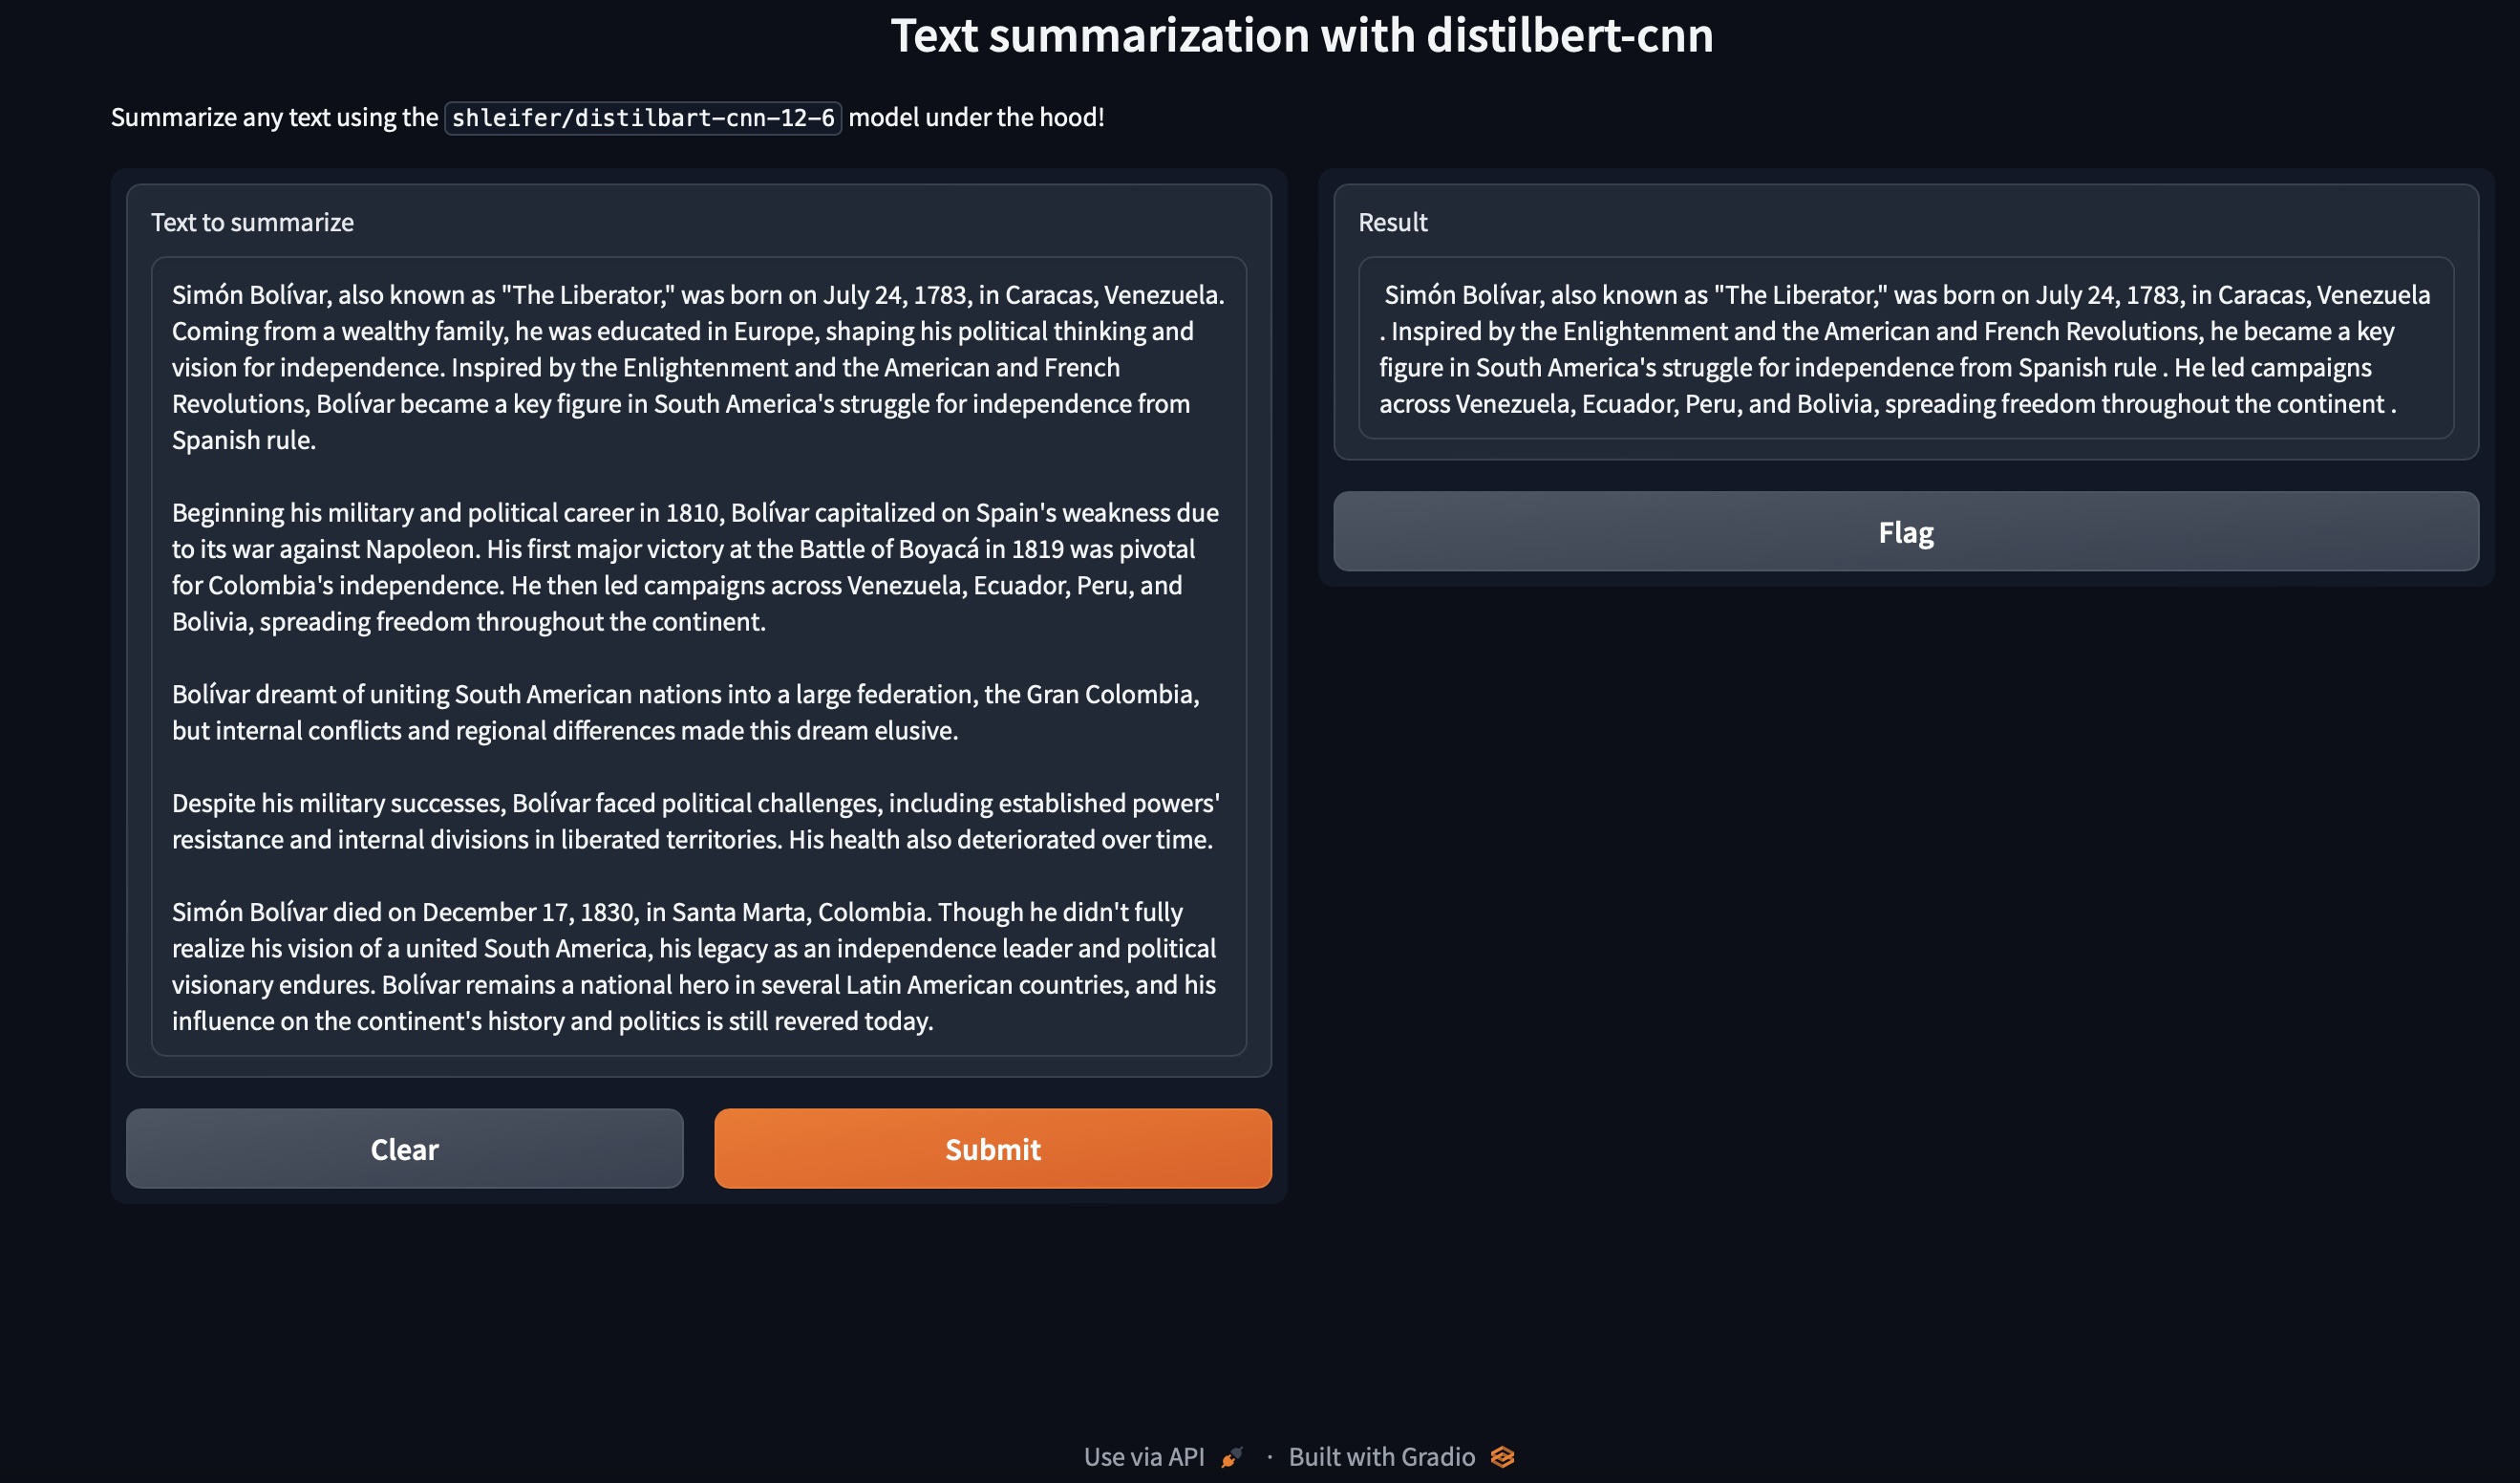 Text summarization with distilbert-cnn
Summarize any text using the shleifer/distilbart-cnn-12-6 model under the hood!
Text to summarize
Simón Bolívar, also known as "The Liberator," was born on July 24, 1783, in Caracas, Venezuela.
Coming from a wealthy family, he was educated in Europe, shaping his political thinking and
vision for independence. Inspired by the Enlightenment and the American and French
Revolutions, Bolívar became a key figure in South America's struggle for independence from
Spanish rule.
Beginning his military and political career in 1810, Bolívar capitalized on Spain's weakness due
to its war against Napoleon. His first major victory at the Battle of Boyacá in 1819 was pivotal
for Colombia's independence. He then led campaigns across Venezuela, Ecuador, Peru, and
Bolivia, spreading freedom throughout the continent.
Bolívar dreamt of uniting South American nations into a large federation, the Gran Colombia,
but internal conflicts and regional differences made this dream elusive.
Despite his military successes, Bolívar faced political challenges, including established powers'
resistance and internal divisions in liberated territories. His health also deteriorated over time.
Simón Bolívar died on December 17, 1830, in Santa Marta, Colombia. Though he didn't fully
realize his vision of a united South America, his legacy as an independence leader and political
visionary endures. Bolívar remains a national hero in several Latin American countries, and his
influence on the continent's history and politics is still revered today.
Clear
Submit
Result
Simón Bolívar, also known as "The Liberator," was born on July 24, 1783, in Caracas, Venezuela
. Inspired by the Enlightenment and the American and French Revolutions, he became a key
figure in South America's struggle for independence from Spanish rule . He led campaigns
across Venezuela, Ecuador, Peru, and Bolivia, spreading freedom throughout the continent .
Flag
Use via API · Built with Gradio